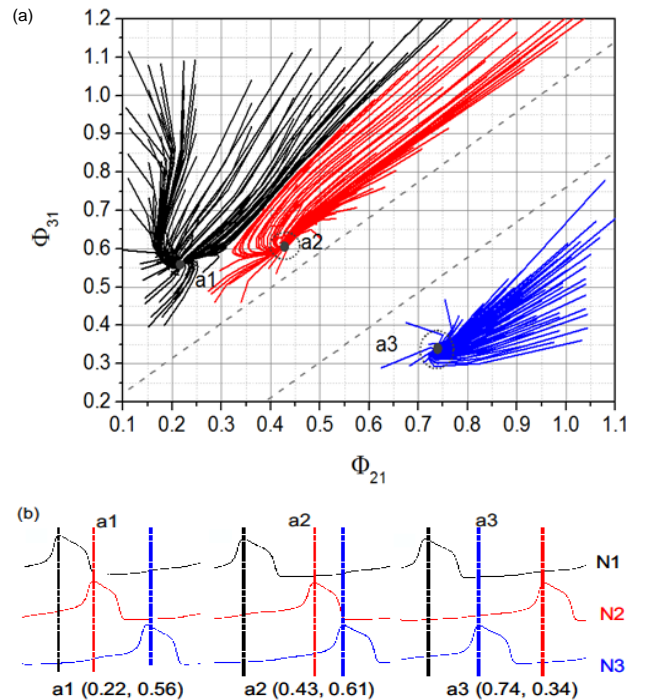 (a)
1.2
1.1
1.0
0.9
0.8
0.7
0.6
0.5
0.4
0.3
0.2
Φ31
a1
a2
a3
0.1 0.2 0.3 0.4 0.5 0.6 0.7 0.8 0.9 1.0 1.1
Φ21
(b)
a1 a2 a3
N1
N2
N3
a1 (0.22, 0.56) a2 (0.43, 0.61) a3 (0.74, 0.34)